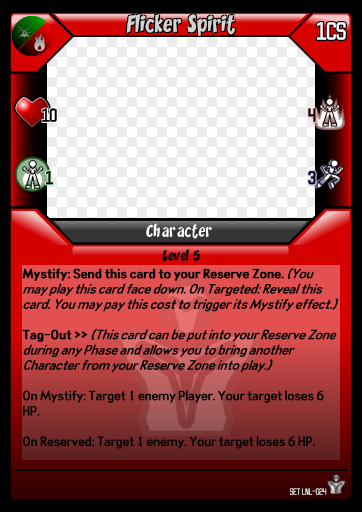 Flicker Spirit
1CS
10
4
1
3
Character
Level 5
Mystify: Send this card to your Reserve Zone. (You
may play this card face down. On Targeted: Reveal this
card. You may pay this cost to trigger its Mystify effect.)
Tag-Out >> (This card can be put into your Reserve Zone
during any Phase and allows you to bring another
Character from your Reserve Zone into play.)
On Mystify: Target 1 enemy Player. Your target loses 6
HP.
On Reserved: Target 1 enemy. Your target loses 6 HP.
SET LNL-024